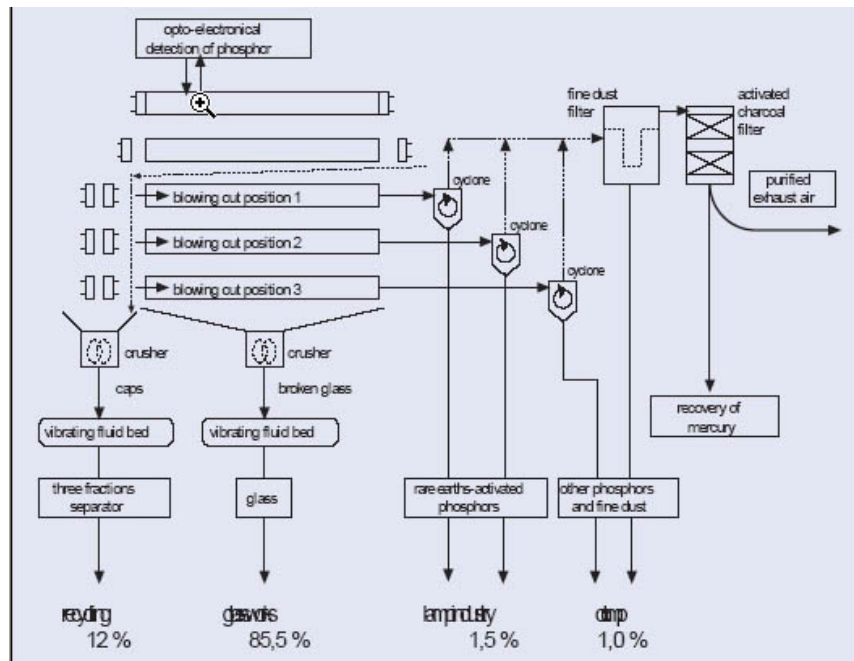 opto-electronical
detection of phosphor
fine dust
filter
activated
charcoal
filter
purified
exhaust air
cyclone
blowing out position 1
cyclone
blowing out position 2
cyclone
blowing out position 3
crusher
crusher
caps
broken glass
recovery of
mercury
vibrating fluid bed
vibrating fluid bed
three fractions
separator
glass
rare earths-activated
phosphors
other phosphors
and fine dust
recycling
glassworks
lampindustry
12 %
85,5 %
1,5 %
1,0 %